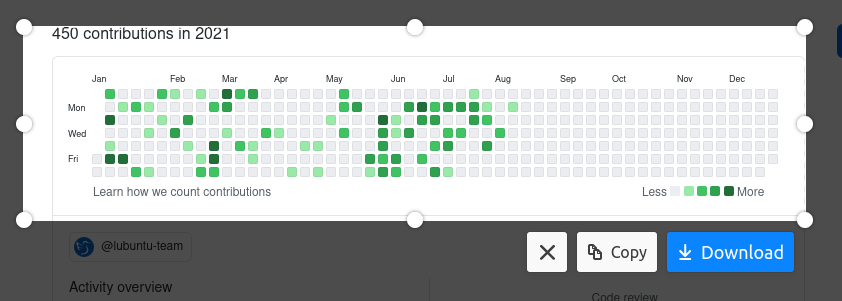 450 contributions in 2021
Jan Feb Mar Apr May Jun Jul Aug Sep Oct Nov Dec
Mon
Wed
Fri
Learn how we count contributions Less More
Copy Download
@lubuntu-team
Activity overview
Code review